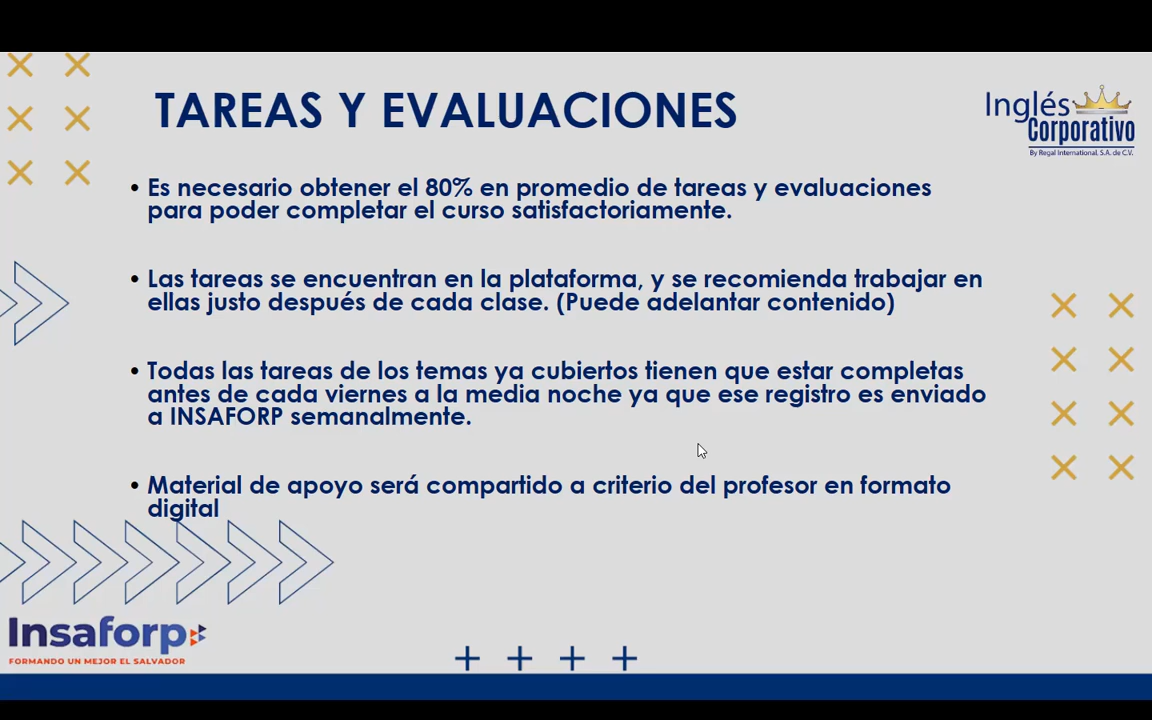 TAREAS Y EVALUACIONES
Inglés
Corporativo
By Regal International, S.A. de C.V.
• Es necesario obtener el 80% en promedio de tareas y evaluaciones
para poder completar el curso satisfactoriamente.
• Las tareas se encuentran en la plataforma, y se recomienda trabajar en
ellas justo después de cada clase. (Puede adelantar contenido)
• Todas las tareas de los temas ya cubiertos tienen que estar completas
antes de cada viernes a la media noche ya que ese registro es enviado
a INSAFORP semanalmente.
• Material de apoyo será compartido a criterio del profesor en formato
digital
Insaforp
FORMANDO UN MEJOR EL SALVADOR